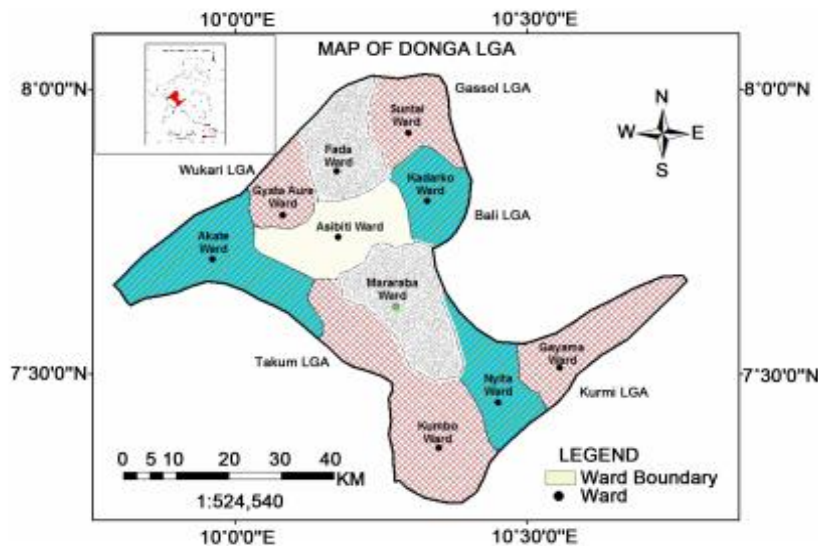 10°0'0"E
10°30'0"E
MAP OF DONGA LGA
8°0'0"N
8°0'0"N
Gassol LGA
Suntai
Ward
N
W
E
S
Fada
Ward
Wukari LGA
Kadarko
Ward
Gyata Aure
Ward
Bali LGA
Asibiti Ward
Akate
Ward
Mararaba
Ward
Takum LGA
Gayama
Ward
7°30'0"N
7°30'0"N
Nyita
Ward
Kurmi LGA
Kumbo
Ward
LEGEND
0 5 10 20 30 40
KM
Ward Boundary
Ward
1:524,540
10°0'0"E
10°30'0"E